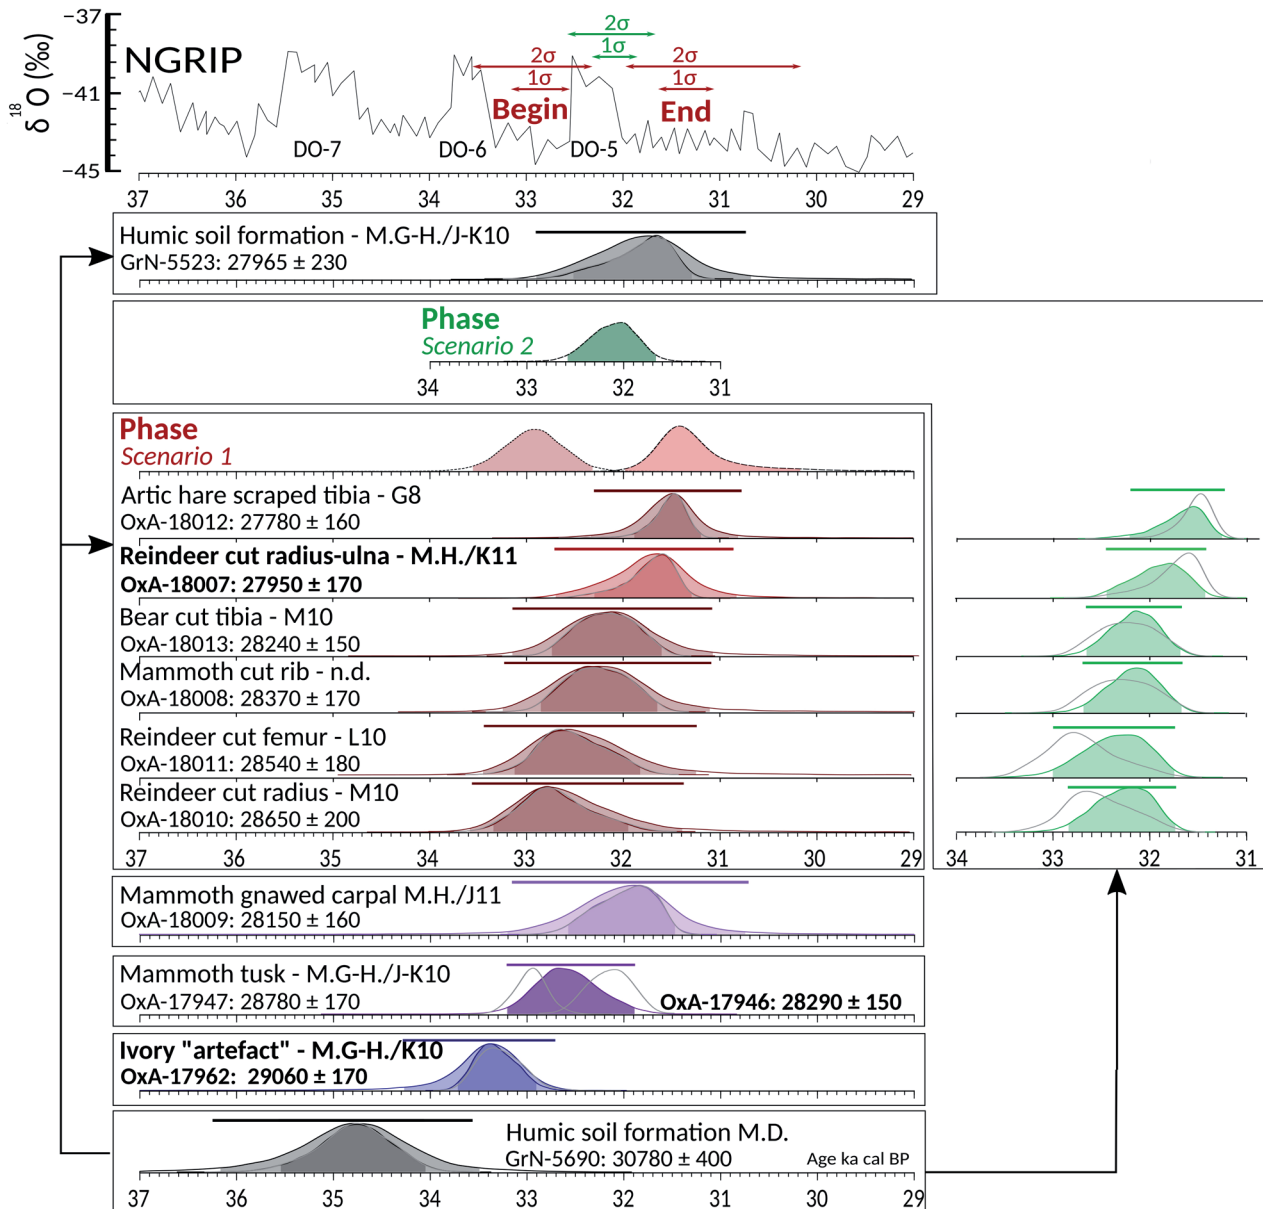 −37
−41
−45
δ 18 O (‰)
NGRIP
2σ
1σ
2σ
1σ
Begin
2σ
1σ
End
DO-7
DO-6
DO-5
37 36 35 34 33 32 31 30 29
Humic soil formation - M.G-H./J-K10
GrN-5523: 27965 ± 230
Phase
Scenario 2
34 33 32 31
Phase
Scenario 1
Artic hare scraped tibia - G8
OxA-18012: 27780 ± 160
Reindeer cut radius-ulna - M.H./K11
OxA-18007: 27950 ± 170
Bear cut tibia - M10
OxA-18013: 28240 ± 150
Mammoth cut rib - n.d.
OxA-18008: 28370 ± 170
Reindeer cut femur - L10
OxA-18011: 28540 ± 180
Reindeer cut radius - M10
OxA-18010: 28650 ± 200
37 36 35 34 33 32 31 30 29
34 33 32 31
Mammoth gnawed carpal M.H./J11
OxA-18009: 28150 ± 160
Mammoth tusk - M.G-H./J-K10
OxA-17947: 28780 ± 170
OxA-17946: 28290 ± 150
Ivory "artefact" - M.G-H./K10
OxA-17962: 29060 ± 170
Humic soil formation M.D.
GrN-5690: 30780 ± 400
Age ka cal BP
37 36 35 34 33 32 31 30 29